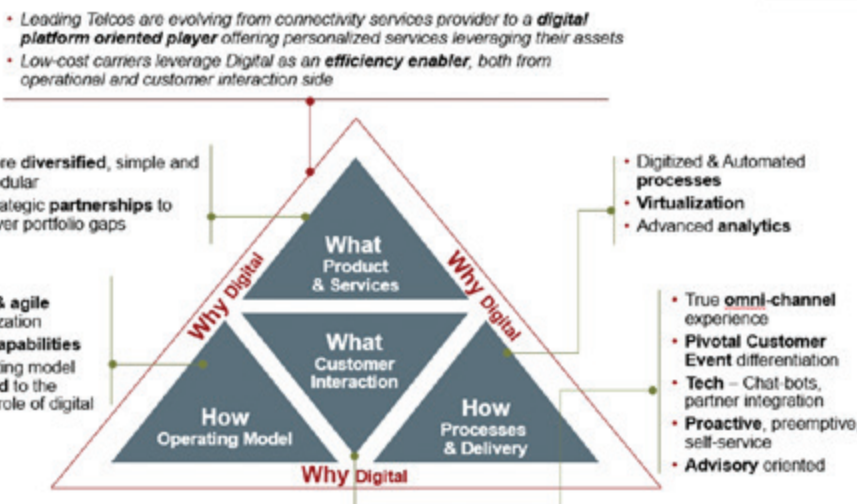 • Leading Telcos are evolving from connectivity services provider to a digital
platform oriented player offering personalized services leveraging their assets
• Low-cost carriers leverage Digital as an efficiency enabler, both from
operational and customer interaction side
re diversified, simple and
dular
ategic partnerships to
ver portfolio gaps
& agile
zation
apabilities
ting model
d to the
role of digital
What
Product
& Services
Why Digital
Why Digital
What
Customer
Interaction
How
Operating Model
How
Processes
& Delivery
Why Digital
• Digitized & Automated
processes
• Virtualization
• Advanced analytics
• True omni-channel
experience
• Pivotal Customer
Event differentiation
• Tech – Chat-bots,
partner integration
• Proactive, preemptive,
self-service
• Advisory oriented